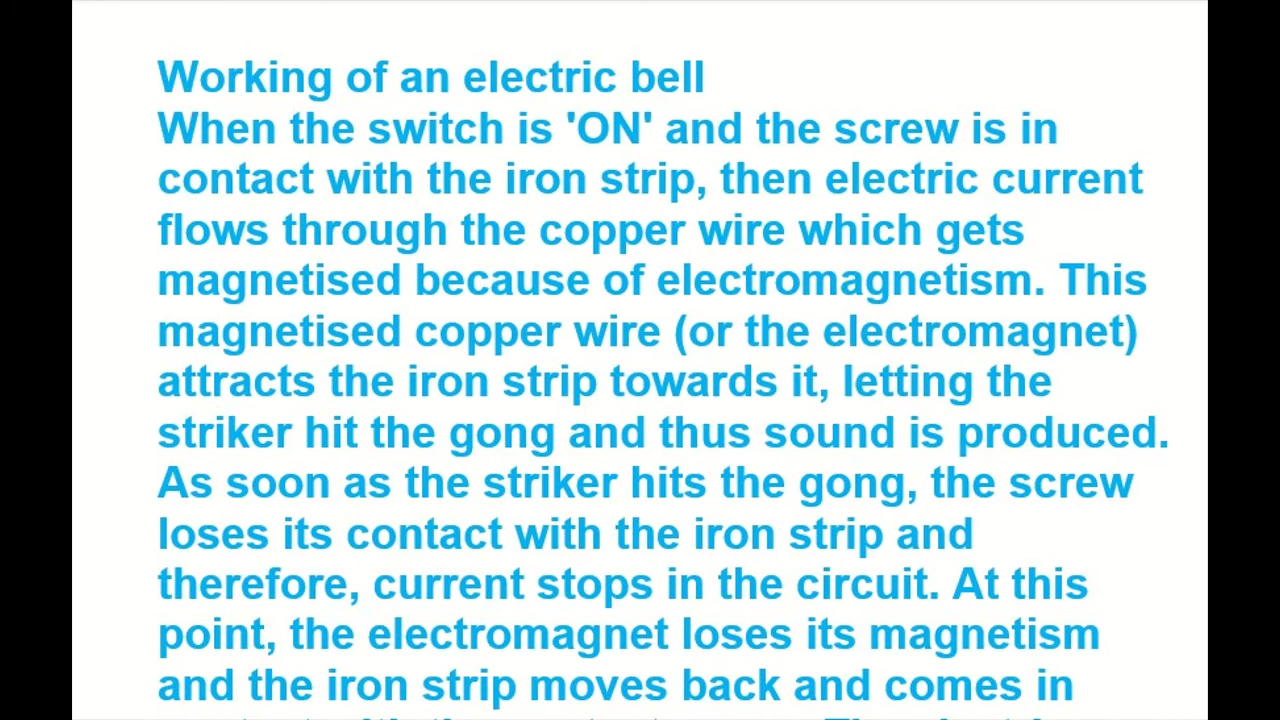 Working of an electric bell
When the switch is 'ON' and the screw is in
contact with the iron strip, then electric current
flows through the copper wire which gets
magnetised because of electromagnetism. This
magnetised copper wire (or the electromagnet)
attracts the iron strip towards it, letting the
striker hit the gong and thus sound is produced.
As soon as the striker hits the gong, the screw
loses its contact with the iron strip and
therefore, current stops in the circuit. At this
point, the electromagnet loses its magnetism
and the iron strip moves back and comes in